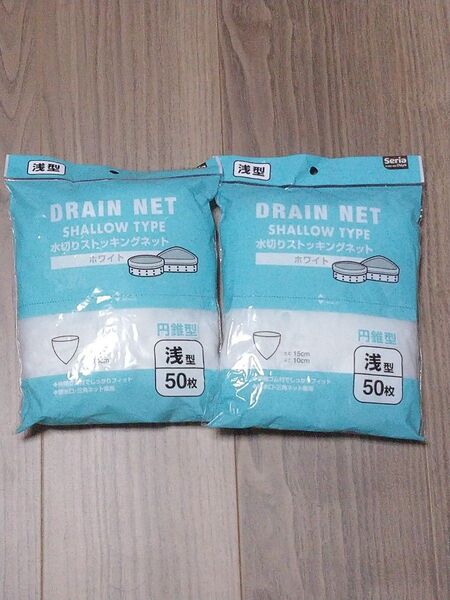 浅型
DRAIN NET
SHALLOW TYPE
水切りストッキングネット
ホワイト
円錐型
浅型
50枚
浅型
Seria
DRAIN NET
SHALLOW TYPE
水切りストッキングネット
ホワイト
円錐型
15cm
10cm
浅型
50枚